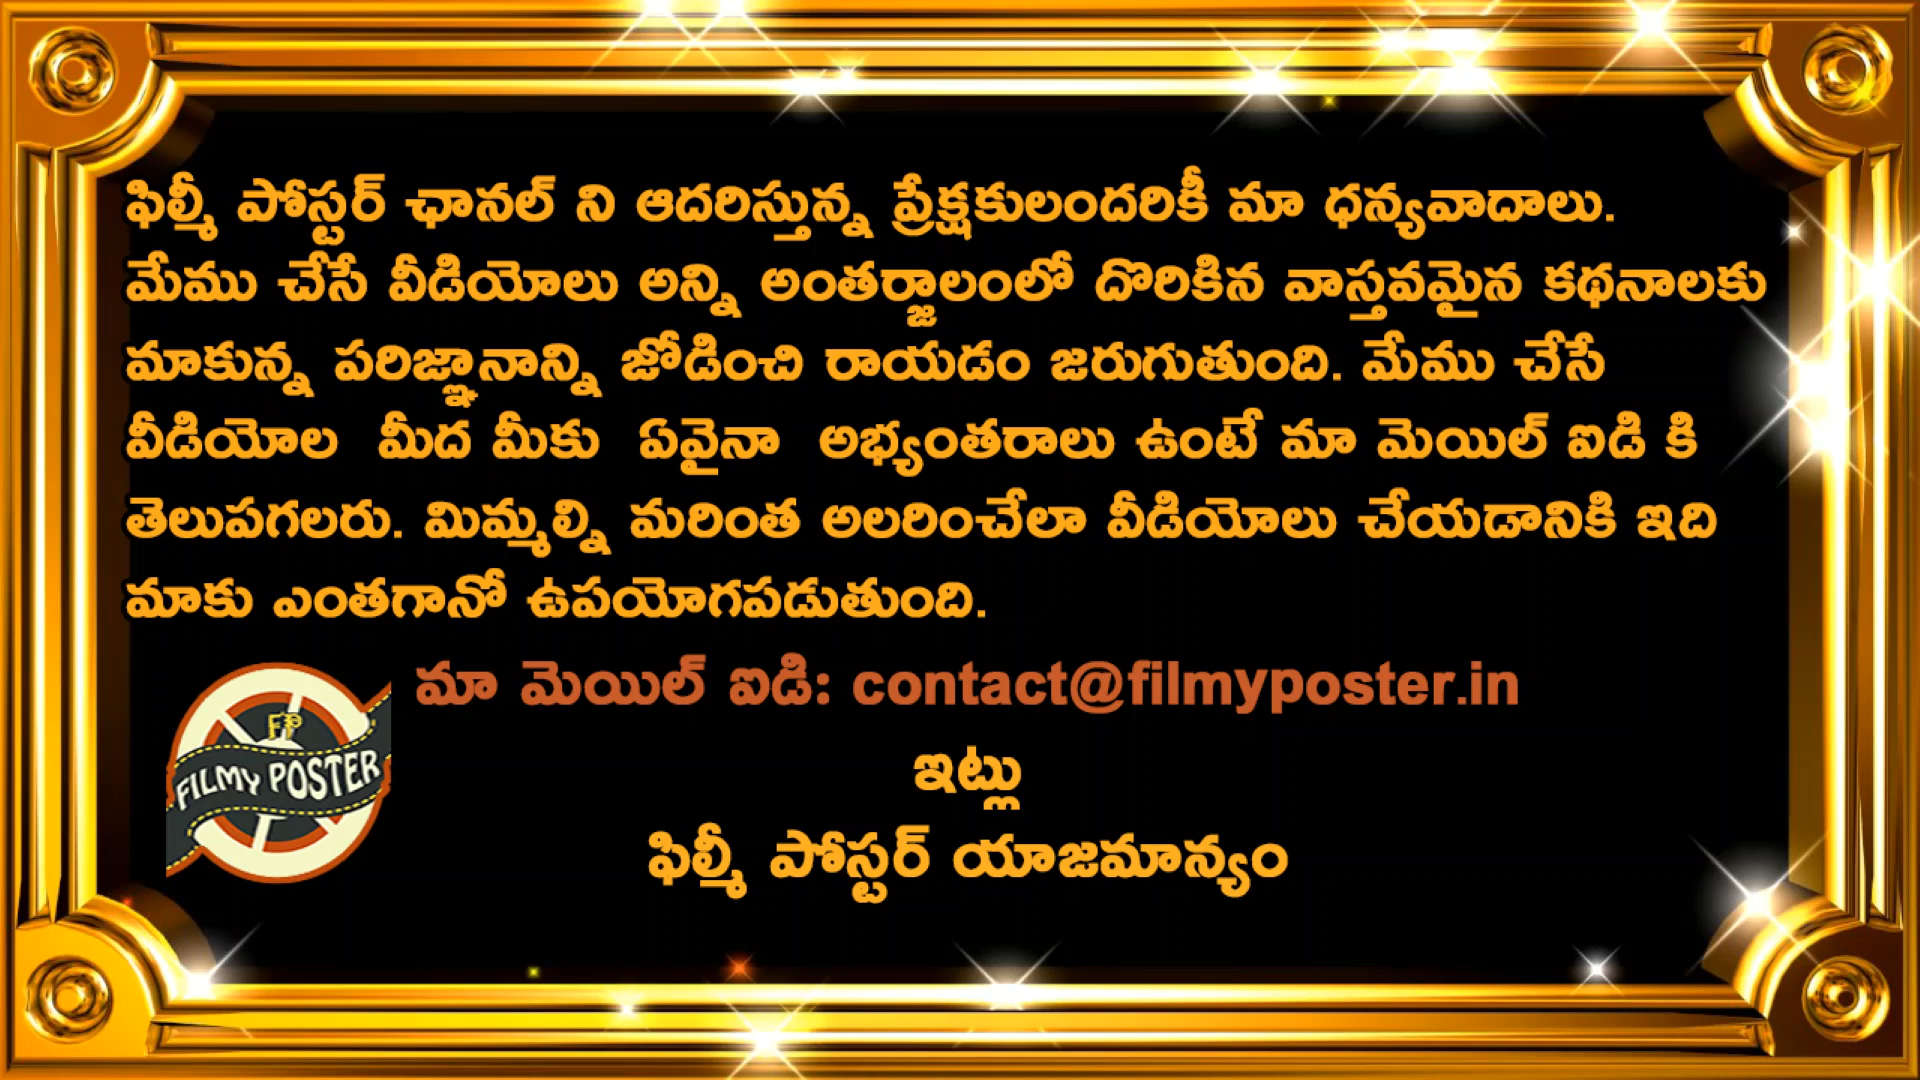 ఫిల్మీ పోస్టర్ ఛానల్ ని ఆదరిస్తున్న ప్రేక్షకులందరికీ మా ధన్యవాదాలు.
మేము చేసే వీడియోలు అన్ని అంతర్జాలంలో దొరికిన వాస్తవమైన కథనాలకు
మాకున్న పరిజ్ఞానాన్ని జోడించి రాయడం జరుగుతుంది. మేము చేసే
వీడియోల మీద మీకు ఏవైనా అభ్యంతరాలు ఉంటే మా మెయిల్ ఐడి కి
తెలుపగలరు. మిమ్మల్ని మరింత అలరించేలా వీడియోలు చేయడానికి ఇది
మాకు ఎంతగానో ఉపయోగపడుతుంది.
మా మెయిల్ ఐడి: contact@filmyposter.in
FP
FILMY POSTER
ఇట్లు
ఫిల్మీ పోస్టర్ యాజమాన్యం